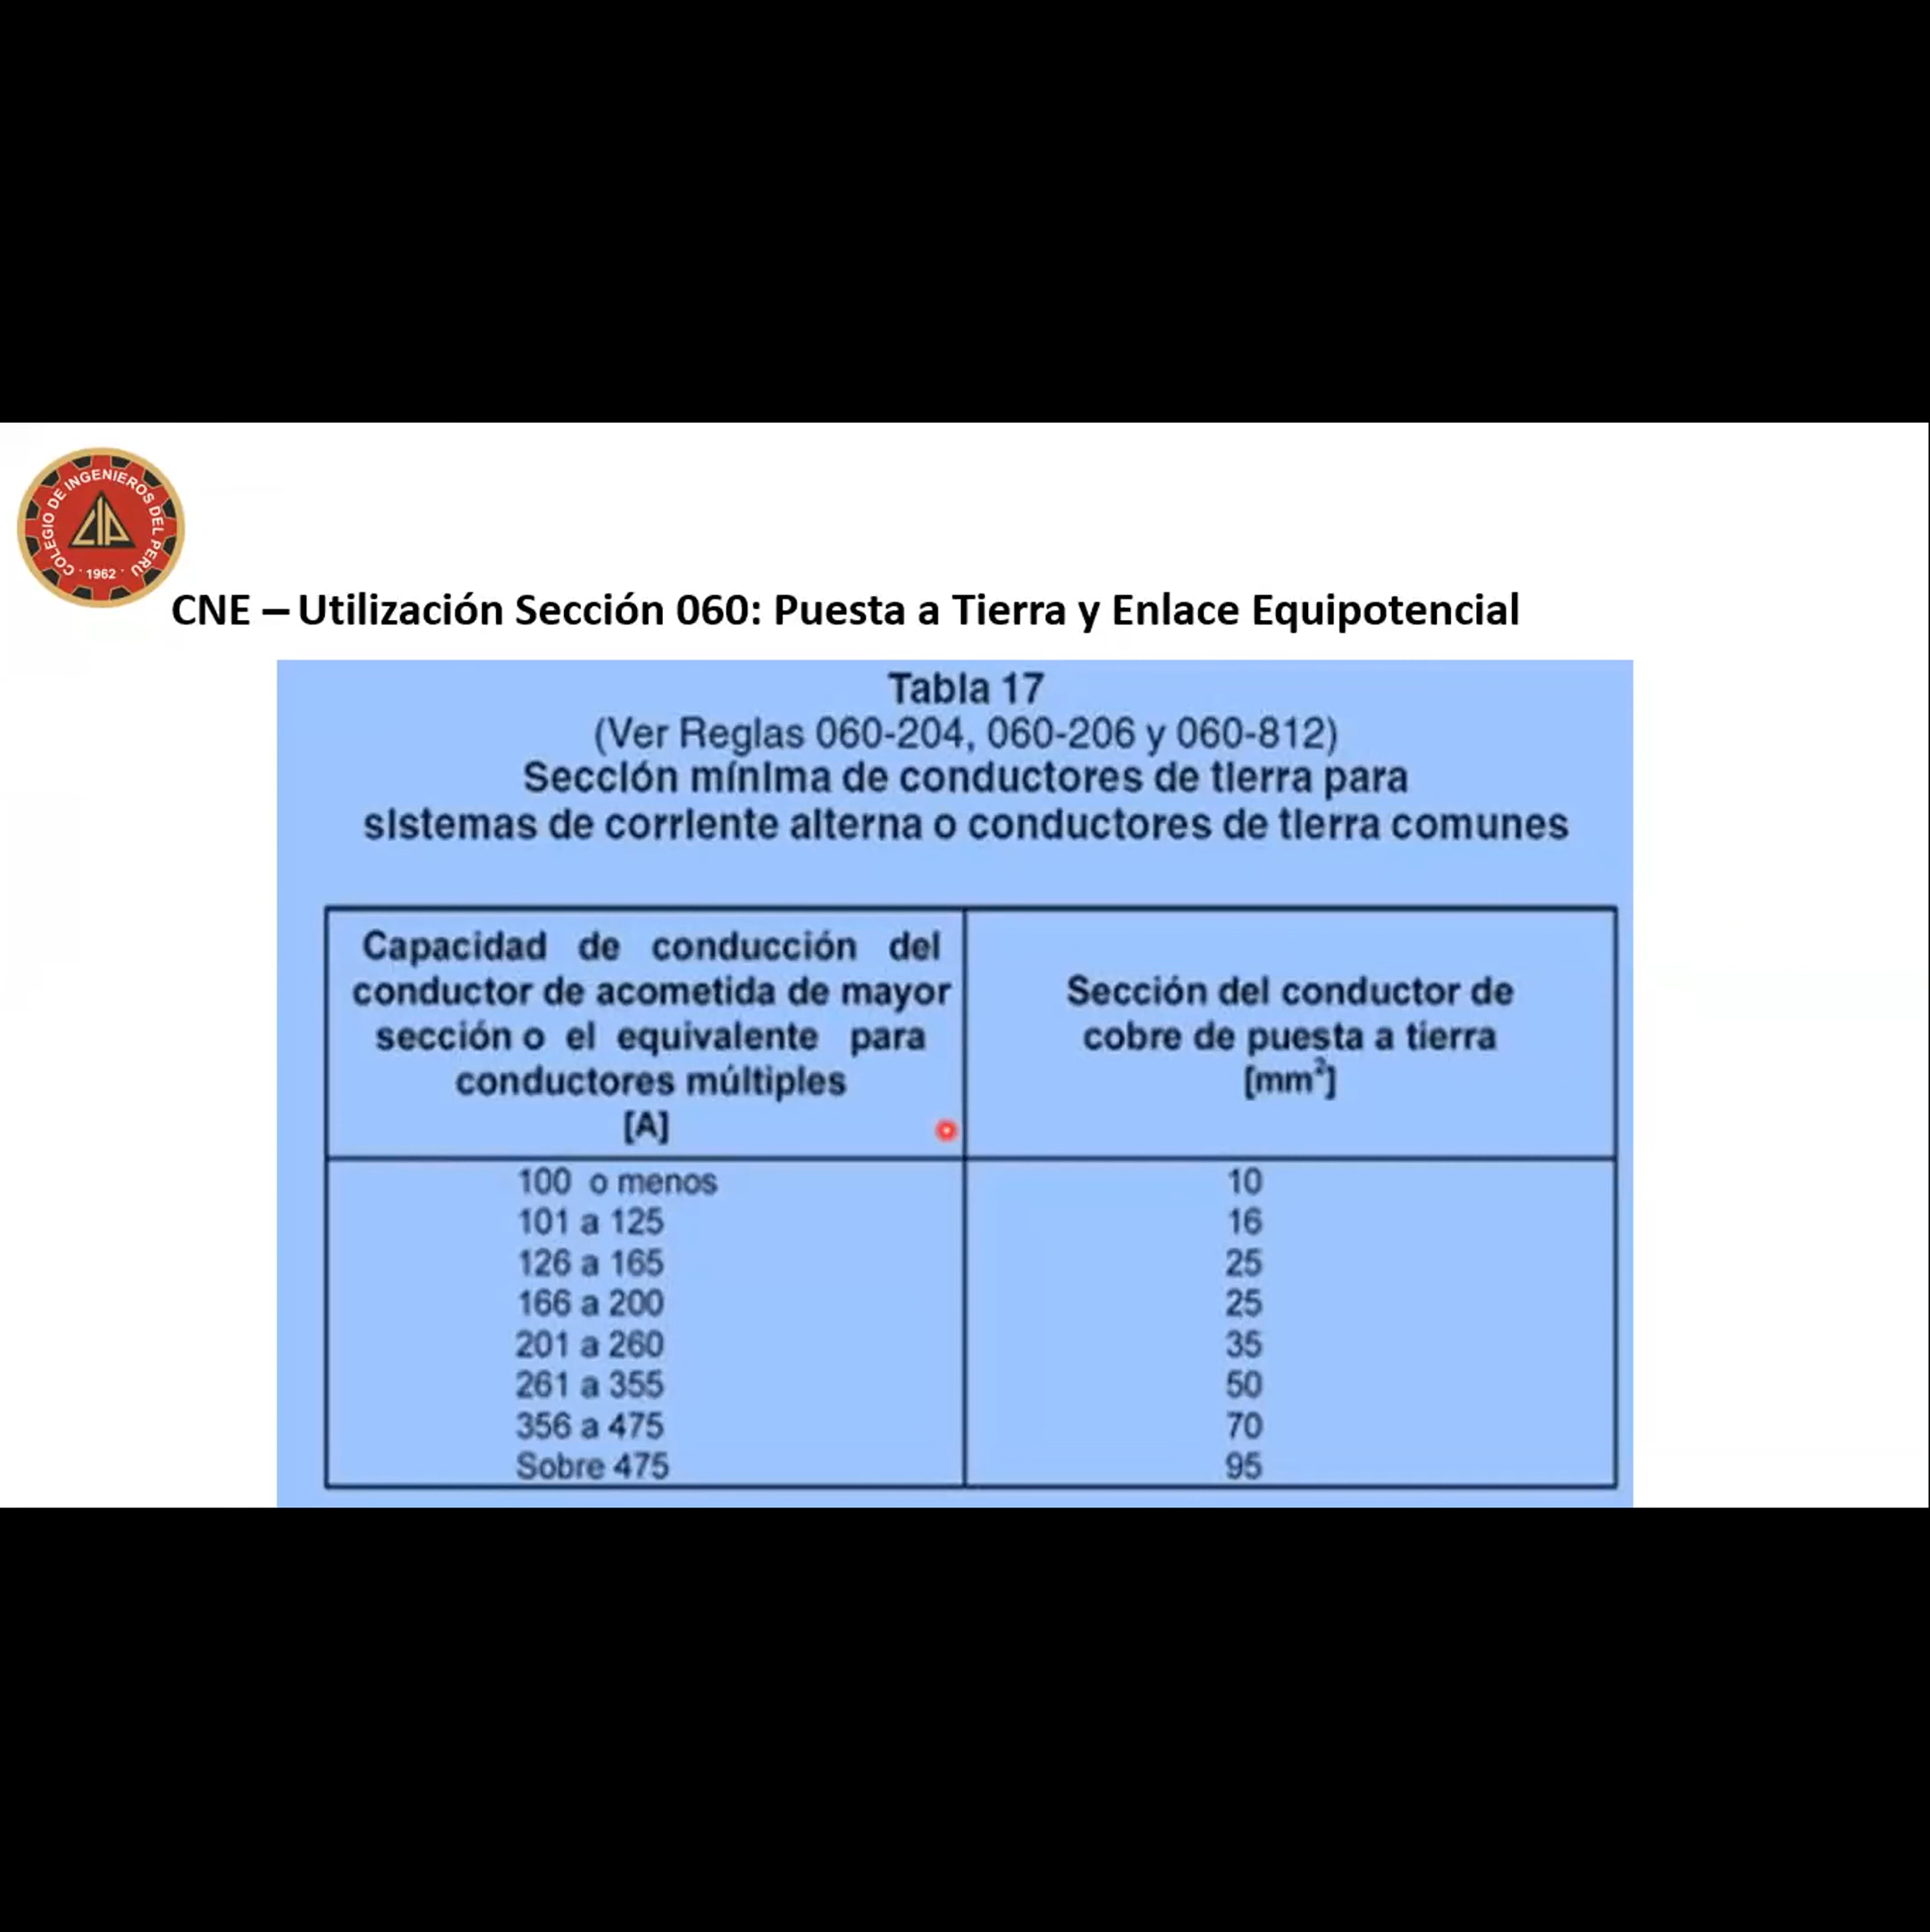 COLEGIO DE INGENIEROS DEL PERÚ
1962
CNE – Utilización Sección 060: Puesta a Tierra y Enlace Equipotencial
Tabla 17
(Ver Reglas 060-204, 060-206 y 060-812)
Sección mínima de conductores de tierra para
sistemas de corriente alterna o conductores de tierra comunes
Capacidad de conducción del
conductor de acometida de mayor
sección o el equivalente para
conductores múltiples
[A]
Sección del conductor de
cobre de puesta a tierra
[mm²]
100 o menos 10
101 a 125 16
126 a 165 25
166 a 200 25
201 a 260 35
261 a 355 50
356 a 475 70
Sobre 475 95